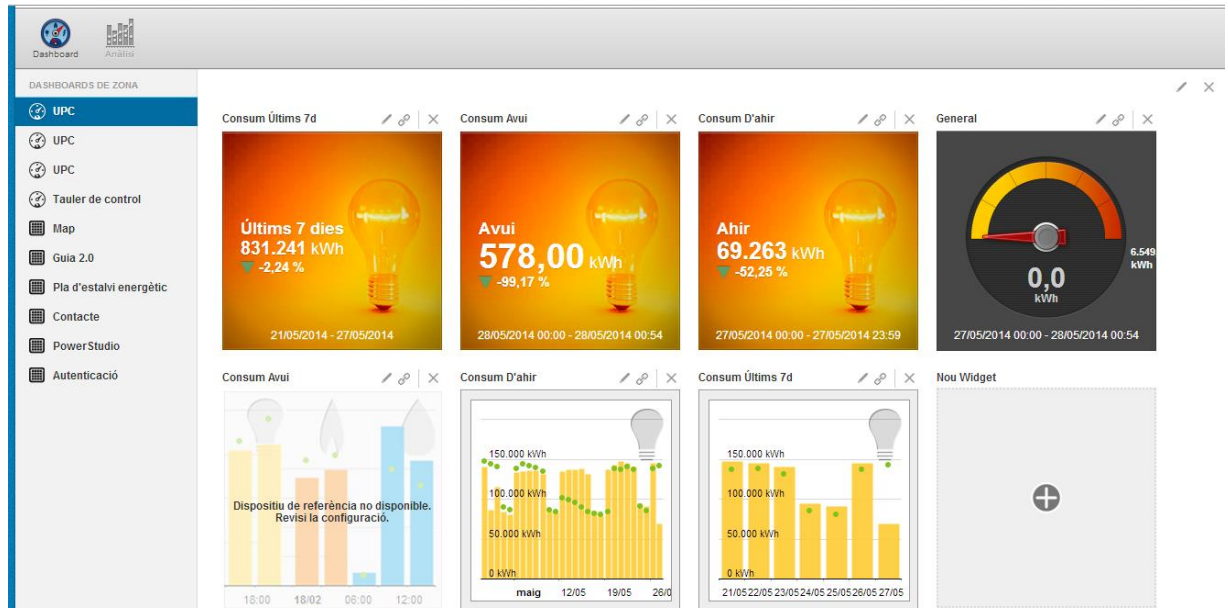 Dashboard
Anàlisi
DASHBOARDS DE ZONA
UPC
UPC
UPC
Tauler de control
Map
Guia 2.0
Pla d'estalvi energètic
Contacte
PowerStudio
Autenticació
Consum Últims 7d
Últims 7 dies
831.241 kWh
-2,24 %
21/05/2014 - 27/05/2014
Consum Avui
Avui
578,00 kWh
-99,17 %
28/05/2014 00:00 - 28/05/2014 00:54
Consum D'ahir
Ahir
69.263 kWh
-52,25 %
27/05/2014 00:00 - 27/05/2014 23:59
General
6.549
kWh
0,0
kWh
27/05/2014 00:00 - 28/05/2014 00:54
Consum Avui
Dispositiu de referència no disponible.
Revisi la configuració.
18:00 18/02 06:00 12:00
Consum D'ahir
150.000 kWh
100.000 kWh
50.000 kWh
0 kWh
maig 12/05 19/05 26/0
Consum Últims 7d
150.000 kWh
100.000 kWh
50.000 kWh
0 kWh
21/05 22/05 23/05 24/05 25/05 26/05 27/05
Nou Widget